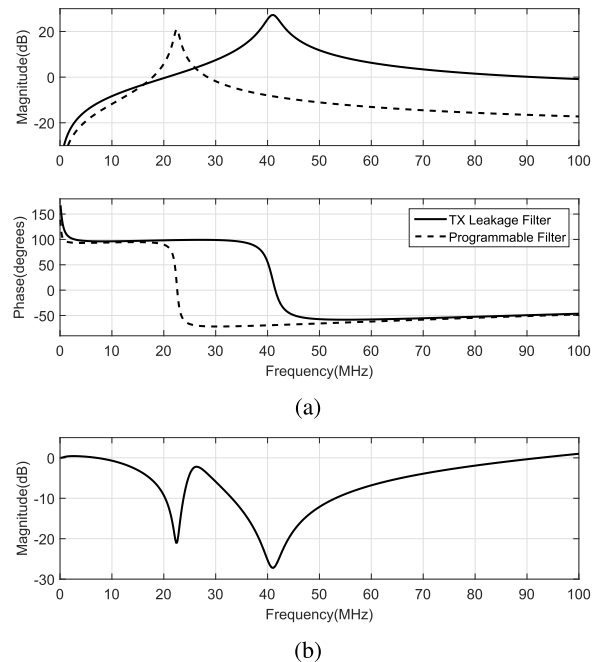 Magnitude(dB)
20
0
-20
0 10 20 30 40 50 60 70 80 90 100
Phase(degrees)
150
100
50
0
-50
TX Leakage Filter
Programmable Filter
0 10 20 30 40 50 60 70 80 90 100
Frequency(MHz)
(a)
Magnitude(dB)
0
-10
-20
-30
0 10 20 30 40 50 60 70 80 90 100
Frequency(MHz)
(b)